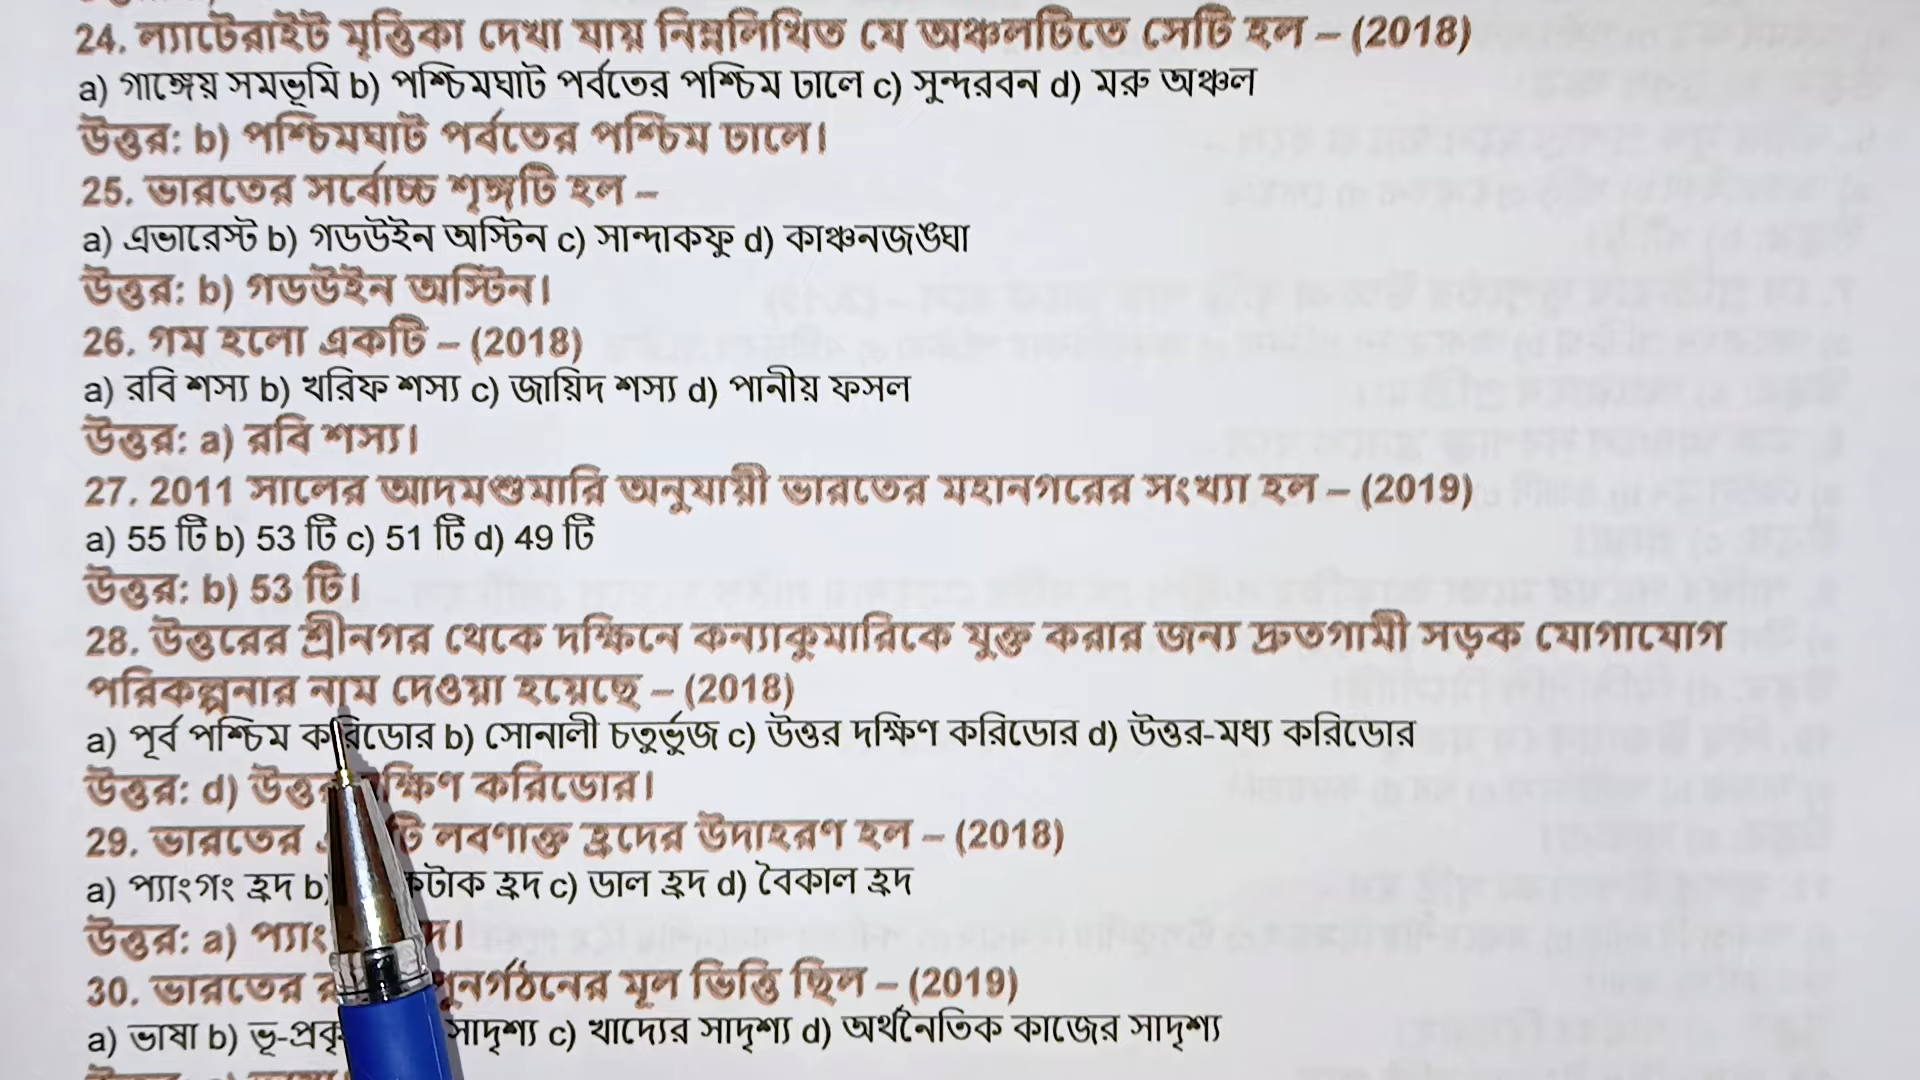 24. ল্যাটেরাইট মৃত্তিকা দেখা যায় নিম্নলিখিত যে অঞ্চলটিতে সেটি হল – (2018)
a) গাঙ্গেয় সমভূমি b) পশ্চিমঘাট পর্বতের পশ্চিম ঢালে c) সুন্দরবন d) মরু অঞ্চল
উত্তর: b) পশ্চিমঘাট পর্বতের পশ্চিম ঢালে।
25. ভারতের সর্বোচ্চ শৃঙ্গটি হল –
a) এভারেস্ট b) গডউইন অস্টিন c) সান্দাকফু d) কাঞ্চনজঙ্ঘা
উত্তর: b) গডউইন অস্টিন।
26. গম হলো একটি – (2018)
a) রবি শস্য b) খরিফ শস্য c) জায়িদ শস্য d) পানীয় ফসল
উত্তর: a) রবি শস্য।
27. 2011 সালের আদমশুমারি অনুযায়ী ভারতের মহানগরের সংখ্যা হল – (2019)
a) 55 টি b) 53 টি c) 51 টি d) 49 টি
উত্তর: b) 53 টি।
28. উত্তরের শ্রীনগর থেকে দক্ষিনে কন্যাকুমারিকে যুক্ত করার জন্য দ্রুতগামী সড়ক যোগাযোগ
পরিকল্পনার নাম দেওয়া হয়েছে – (2018)
a) পূর্ব পশ্চিম করিডোর b) সোনালী চতুর্ভুজ c) উত্তর দক্ষিণ করিডোর d) উত্তর-মধ্য করিডোর
উত্তর: d) উত্তর দক্ষিণ করিডোর।
29. ভারতের লবণাক্ত হ্রদের উদাহরণ হল – (2018)
a) প্যাংগং হ্রদ b) হ্রদ c) ডাল হ্রদ d) বৈকাল হ্রদ
উত্তর: a)
30. ভারতের পুনর্গঠনের মূল ভিত্তি ছিল – (2019)
a) ভাষা b) সাদৃশ্য c) খাদ্যের সাদৃশ্য d) অর্থনৈতিক কাজের সাদৃশ্য